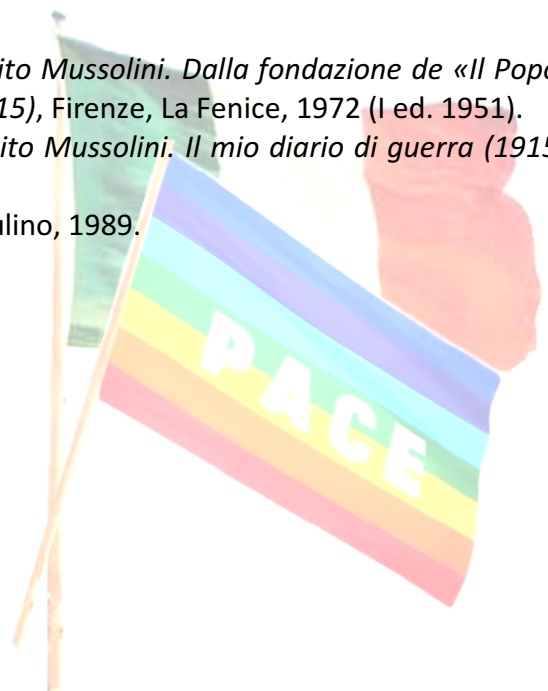 ito Mussolini. Dalla fondazione de «Il Popo
15), Firenze, La Fenice, 1972 (I ed. 1951).
ito Mussolini. Il mio diario di guerra (1915
ulino, 1989.
PACE